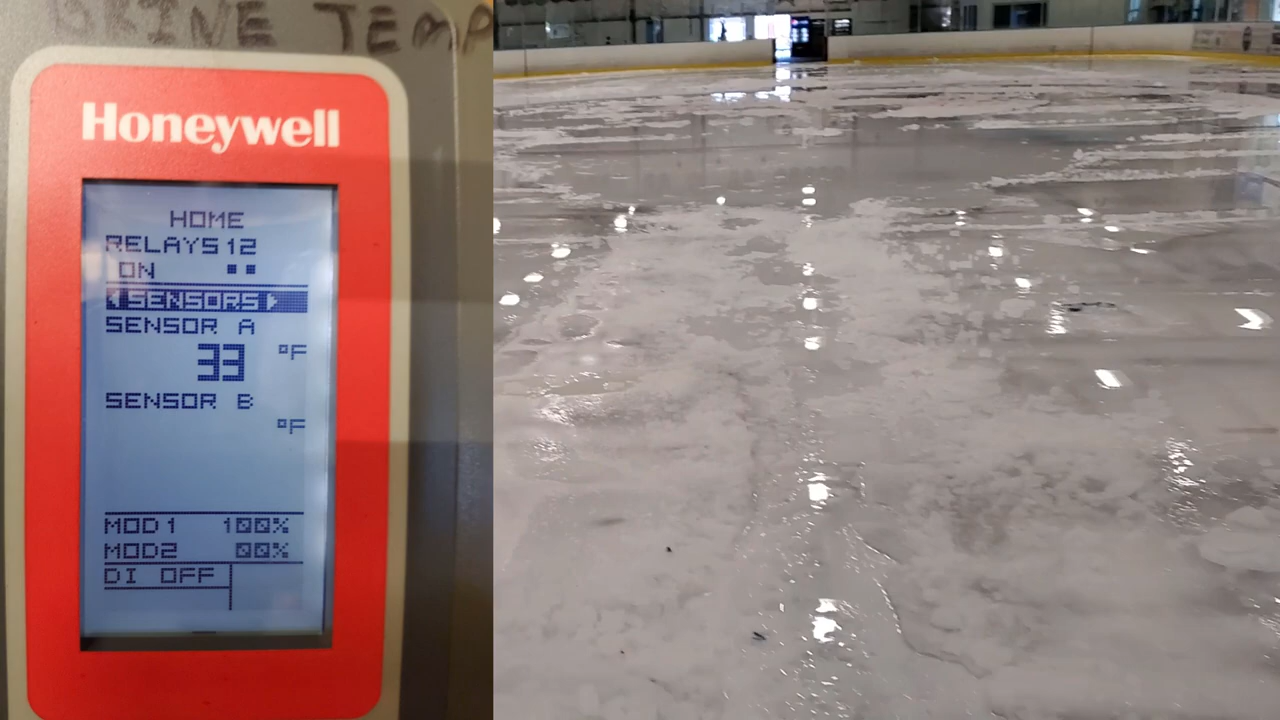 BRINE TEMP
Honeywell
HOME
RELAYS 12
ON
SENSORS
SENSOR A
33 °F
SENSOR B
°F
MOD1 100%
MOD2 00%
DI OFF